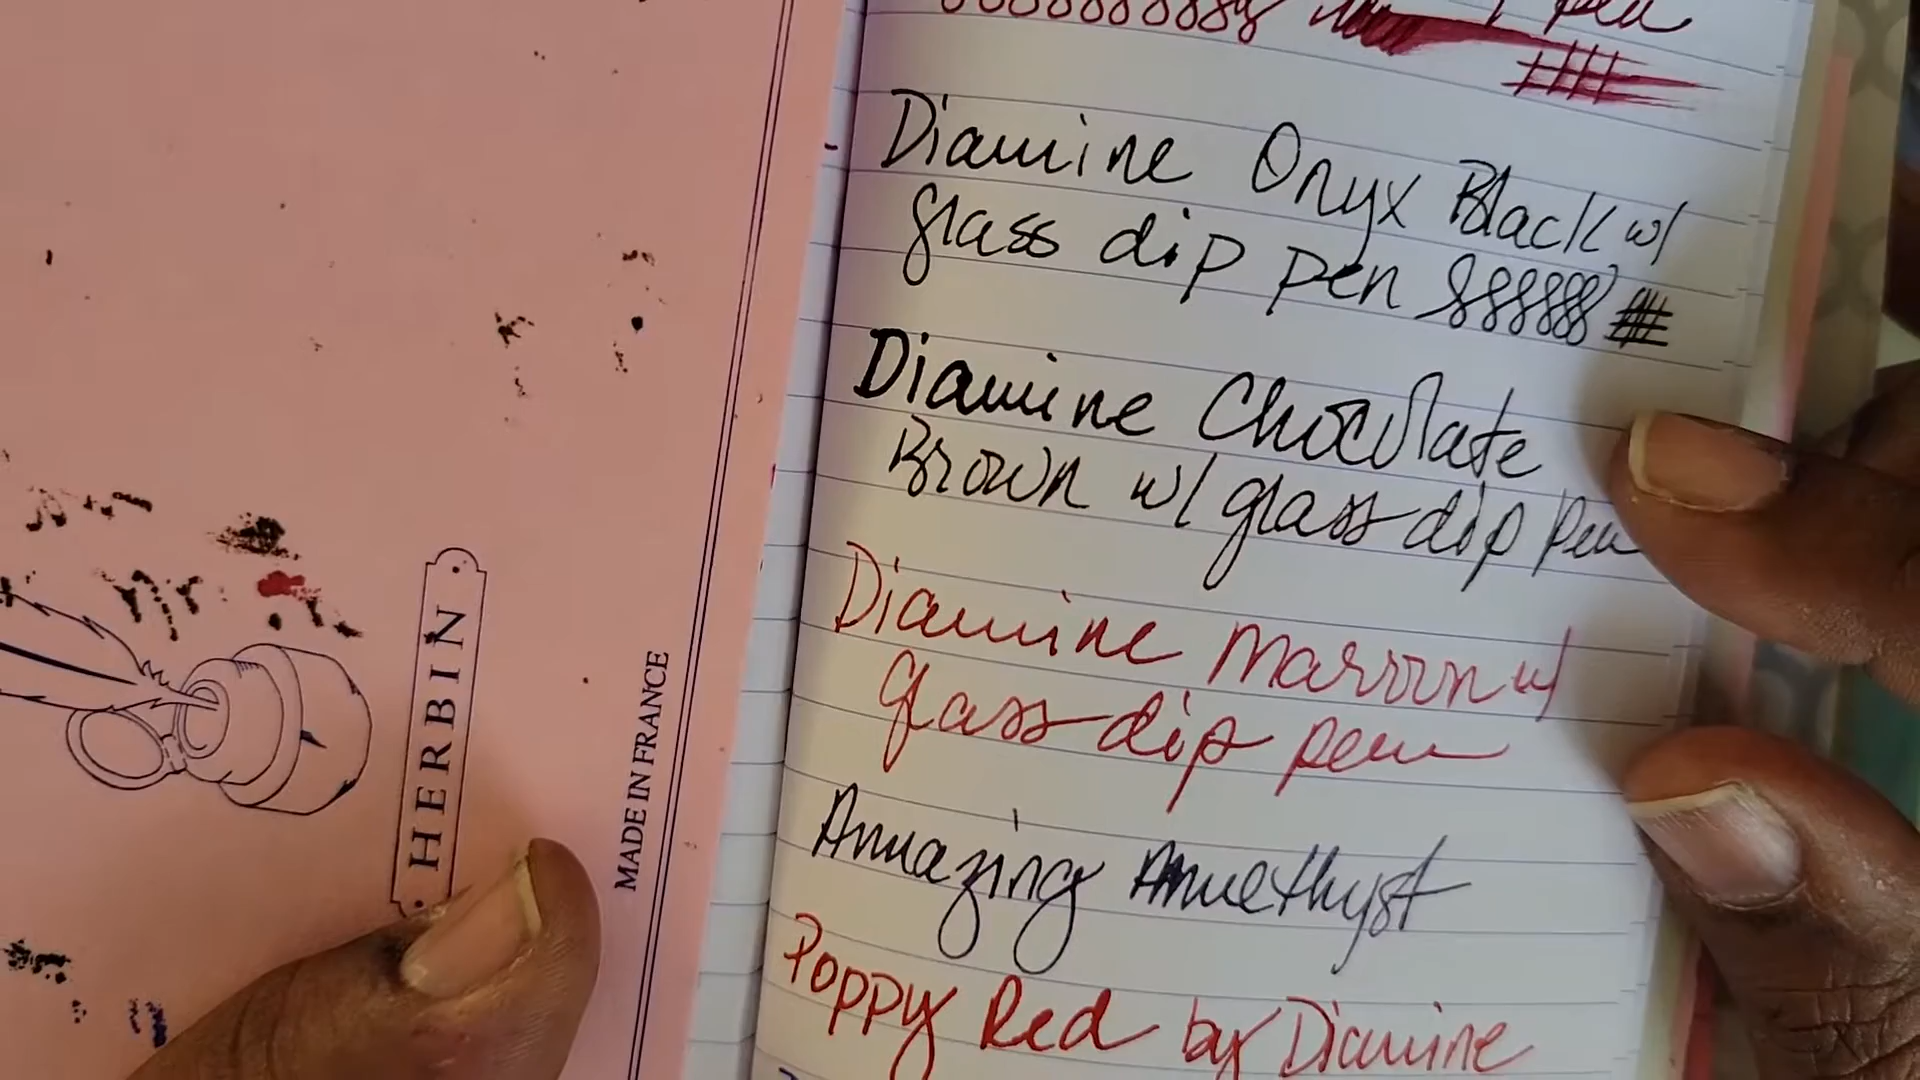 pen
Diamine Onyx Black w/
glass dip pen
Diamine Chocolate
Brown w/ glass dip pen
Diamine Maroon w/
glass dip pen
Amazing Amethyst
Poppy Red by Diamine
HERBIN
MADE IN FRANCE